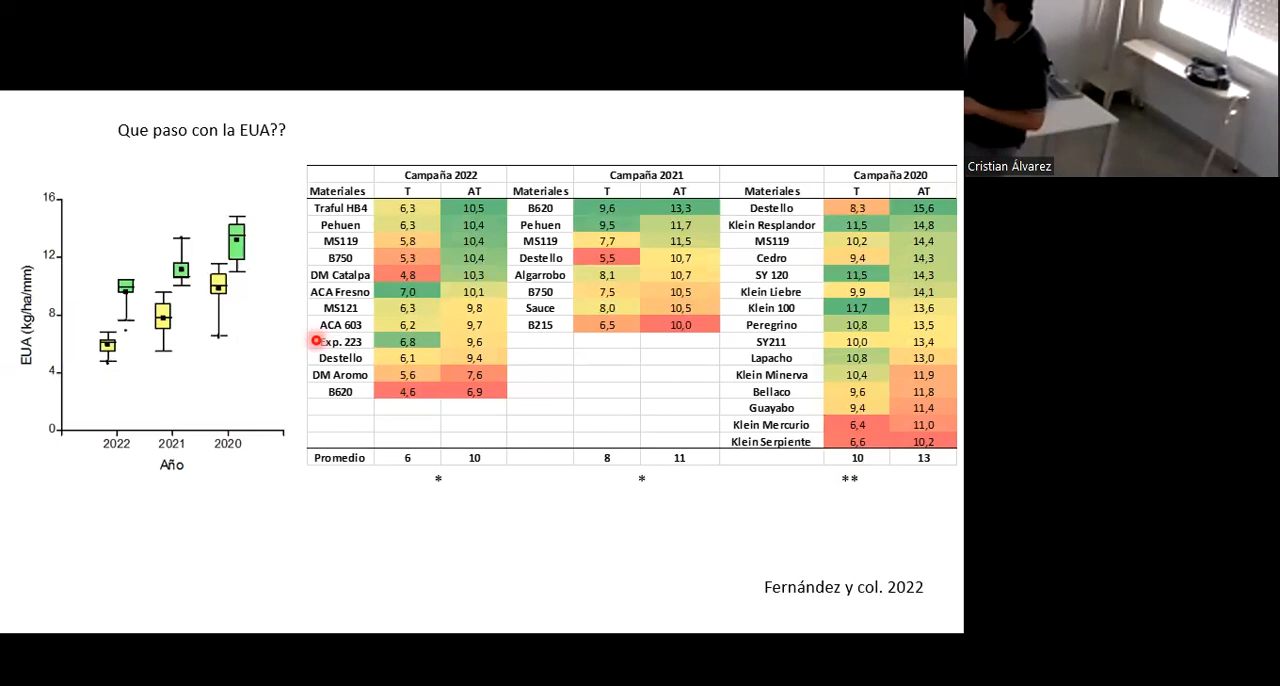 Que paso con la EUA??
16
12
8
4
0
EUA (kg/ha/mm)
2022 2021 2020
Año
Campaña 2022 Campaña 2021 Campaña 2020
Materiales T AT Materiales T AT Materiales T AT
Traful HB4 6,3 10,5 B620 9,6 13,3 Destello 8,3 15,6
Pehuen 6,3 10,4 Pehuen 9,5 11,7 Klein Resplandor 11,5 14,8
MS119 5,8 10,4 MS119 7,7 11,5 MS119 10,2 14,4
B750 5,3 10,4 Destello 5,5 10,7 Cedro 9,4 14,3
DM Catalpa 4,8 10,3 Algarrobo 8,1 10,7 SY 120 11,5 14,3
ACA Fresno 7,0 10,1 B750 7,5 10,5 Klein Liebre 9,9 14,1
MS121 6,3 9,8 Sauce 8,0 10,5 Klein 100 11,7 13,6
ACA 603 6,2 9,7 B215 6,5 10,0 Peregrino 10,8 13,5
Exp. 223 6,8 9,6 SY211 10,0 13,4
Destello 6,1 9,4 Lapacho 10,8 13,0
DM Aromo 5,6 7,6 Klein Minerva 10,4 11,9
B620 4,6 6,9 Bellaco 9,6 11,8
Guayabo 9,4 11,4
Klein Mercurio 6,4 11,0
Klein Serpiente 6,6 10,2
Promedio 6 10 8 11 10 13
* * **
Fernández y col. 2022
Cristian Álvarez